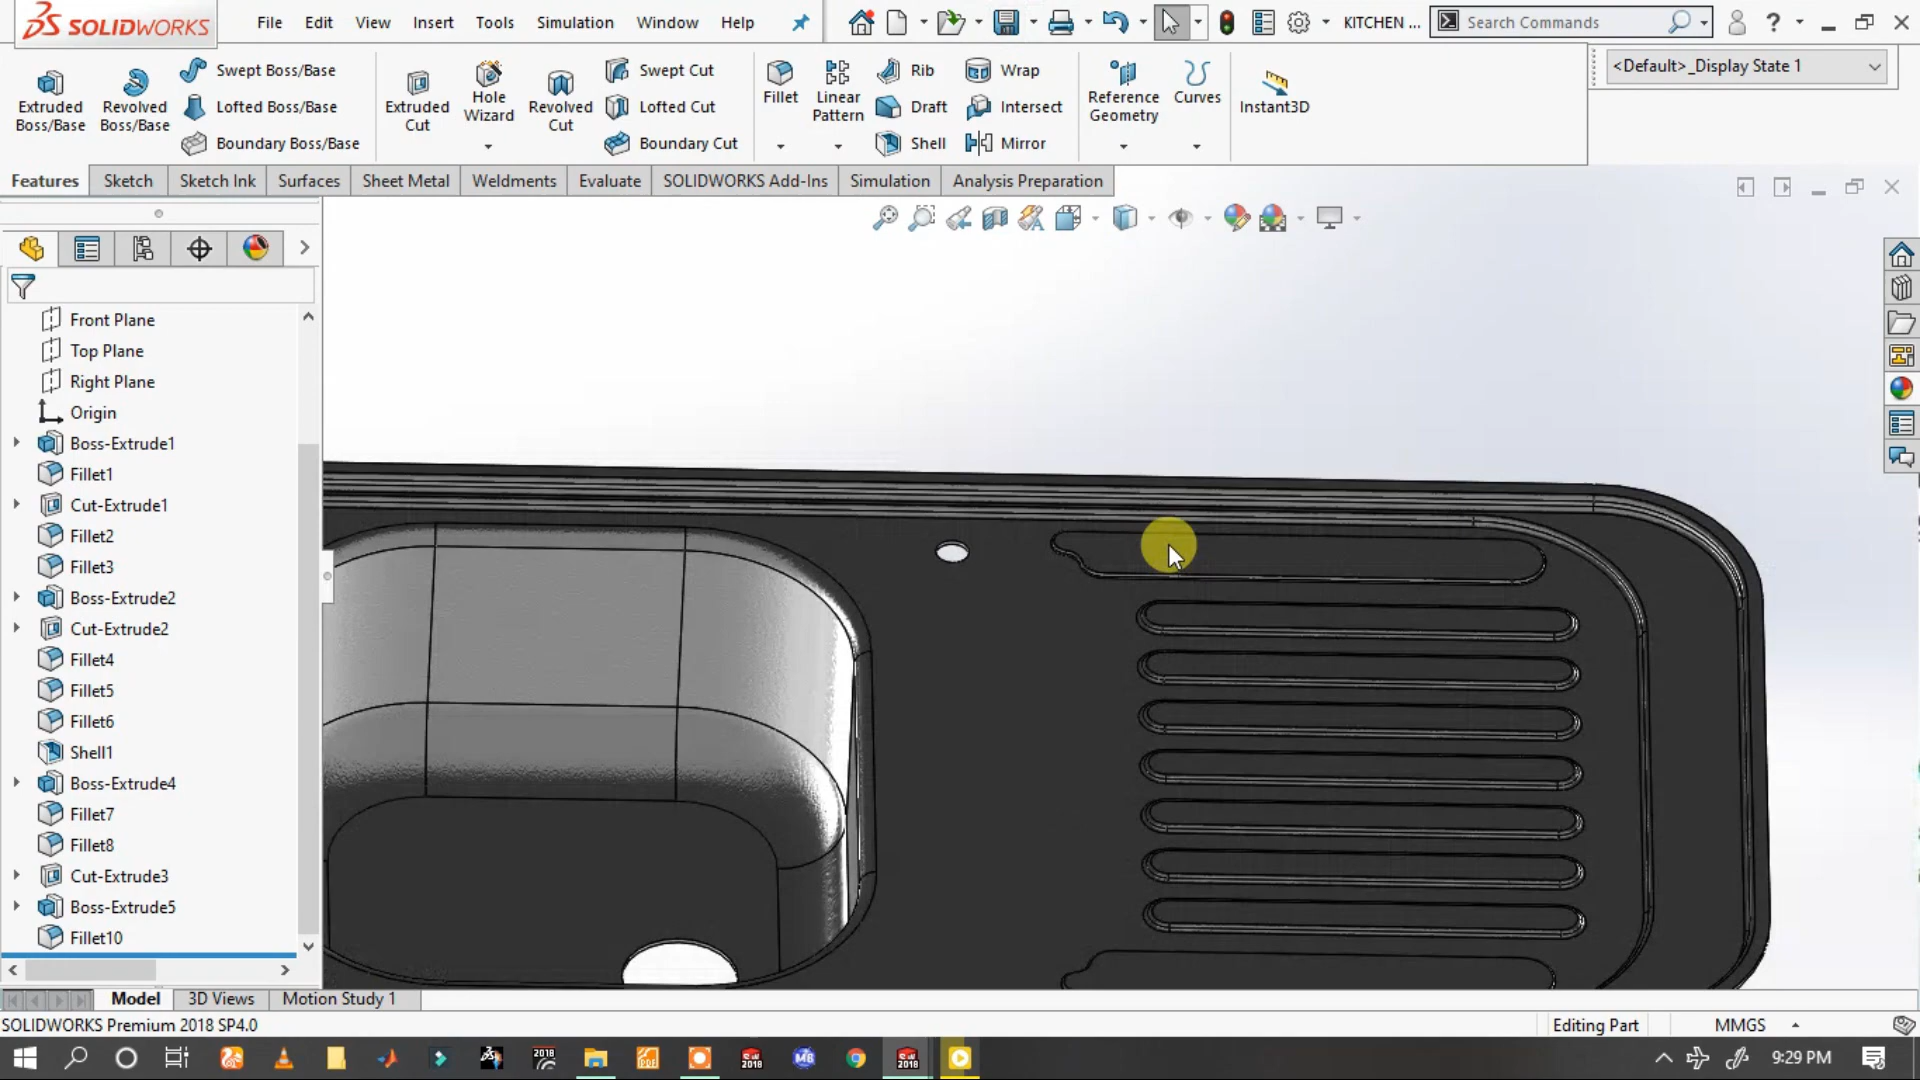 SOLIDWORKS File Edit View Insert Tools Simulation Window Help KITCHEN ... Search Commands ?
Extruded Boss/Base
Revolved Boss/Base
Swept Boss/Base
Lofted Boss/Base
Boundary Boss/Base
Extruded Cut
Hole Wizard
Revolved Cut
Swept Cut
Lofted Cut
Boundary Cut
Fillet
Linear Pattern
Rib
Draft
Shell
Wrap
Intersect
Mirror
Reference Geometry
Curves
Instant3D
<Default>_Display State 1
Features Sketch Sketch Ink Surfaces Sheet Metal Weldments Evaluate SOLIDWORKS Add-Ins Simulation Analysis Preparation
Front Plane
Top Plane
Right Plane
Origin
Boss-Extrude1
Fillet1
Cut-Extrude1
Fillet2
Fillet3
Boss-Extrude2
Cut-Extrude2
Fillet4
Fillet5
Fillet6
Shell1
Boss-Extrude4
Fillet7
Fillet8
Cut-Extrude3
Boss-Extrude5
Fillet10
Model 3D Views Motion Study 1
SOLIDWORKS Premium 2018 SP4.0 Editing Part MMGS
9:29 PM